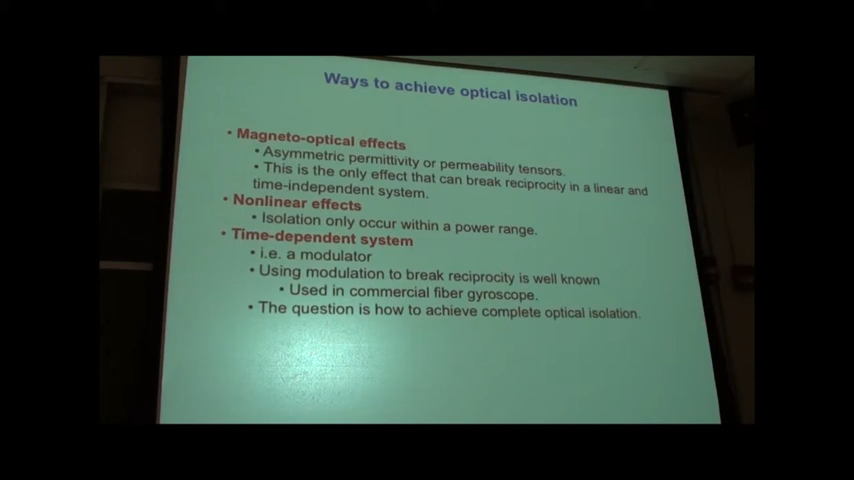 Ways to achieve optical isolation
• Magneto-optical effects
• Asymmetric permittivity or permeability tensors.
• This is the only effect that can break reciprocity in a linear and
time-independent system.
• Nonlinear effects
• Isolation only occur within a power range.
• Time-dependent system
• i.e. a modulator
• Using modulation to break reciprocity is well known
• Used in commercial fiber gyroscope.
• The question is how to achieve complete optical isolation.